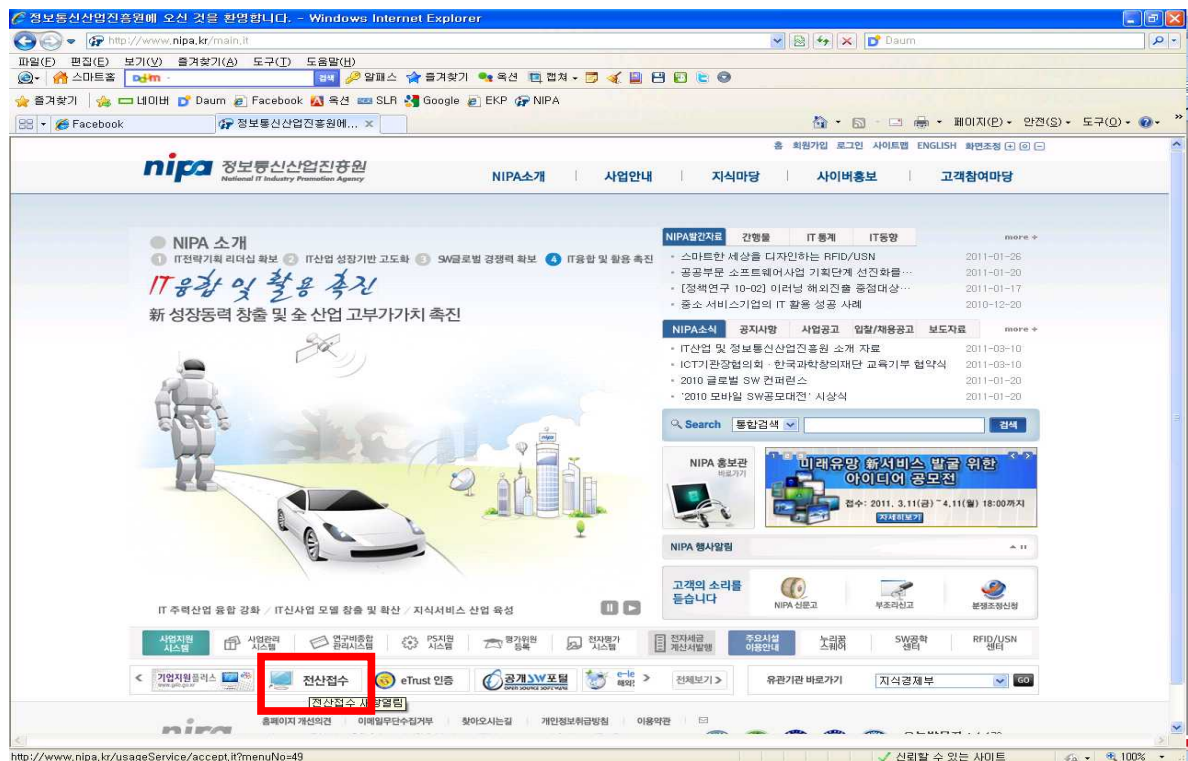 정보통신산업진흥원에 오신 것을 환영합니다. - Windows Internet Explorer
http://www.nipa.kr/main.it
Daum
파일(F) 편집(E) 보기(V) 즐겨찾기(A) 도구(T) 도움말(H)
스마트홈 Daum 검색 알패스 즐겨찾기 옥션 캡쳐
즐겨찾기 네이버 Daum Facebook 옥션 SLR Google EKP NIPA
Facebook 정보통신산업진흥원에... 페이지(P) 안전(S) 도구(O)
홈 회원가입 로그인 사이트맵 ENGLISH 화면조정
nipa 정보통신산업진흥원
National IT Industry Promotion Agency
NIPA소개 사업안내 지식마당 사이버홍보 고객참여마당
NIPA 소개
1 IT전략기획 리더십 확보 2 IT산업 성장기반 고도화 3 SW글로벌 경쟁력 확보 4 IT융합 및 활용 촉진
IT융합 및 활용 촉진
新 성장동력 창출 및 全 산업 고부가가치 촉진
nipa
IT 주력산업 융합 강화 / IT신사업 모델 창출 및 확산 / 지식서비스 산업 육성
NIPA발간자료 간행물 IT 통계 IT동향 more +
스마트한 세상을 디자인하는 RFID/USN 2011-01-26
공공부문 소프트웨어사업 기획단계 선진화를… 2011-01-20
[정책연구 10-02] 이러닝 해외진출 중점대상… 2011-01-17
중소 서비스기업의 IT 활용 성공 사례 2010-12-20
NIPA소식 공지사항 사업공고 입찰/채용공고 보도자료 more +
IT산업 및 정보통신산업진흥원 소개 자료 2011-03-10
ICT기관장협의회·한국과학창의재단 교육기부 협약식 2011-03-10
2010 글로벌 SW 컨퍼런스 2011-01-20
'2010 모바일 SW공모대전' 시상식 2011-01-20
Search 통합검색 검색
NIPA 홍보관
바로가기
미래유망 新서비스 발굴 위한
아이디어 공모전
접수: 2011. 3.11(금) ~ 4.11(월) 18:00까지
자세히보기
NIPA 행사알림
고객의 소리를
듣습니다
NIPA 신문고 부조리신고 분쟁조정신청
사업지원
시스템
사업관리
시스템
연구비종합
관리시스템
PS지원
시스템
평가위원
등록
전자평가
시스템
전자세금
계산서발행
주요시설
이용안내
누리꿈
스퀘어
SW공학
센터
RFID/USN
센터
기업지원플러스 전산접수 eTrust 인증 공개SW포털 e-le
해외! 전체보기 > 유관기관 바로가기 지식경제부 GO
전산접수 새창열림
홈페이지 개선의견 이메일무단수집거부 찾아오시는길 개인정보취급방침 이용약관
nipa
http://www.nipa.kr/usageService/accept.it?menuNo=49 신뢰할 수 있는 사이트 100%